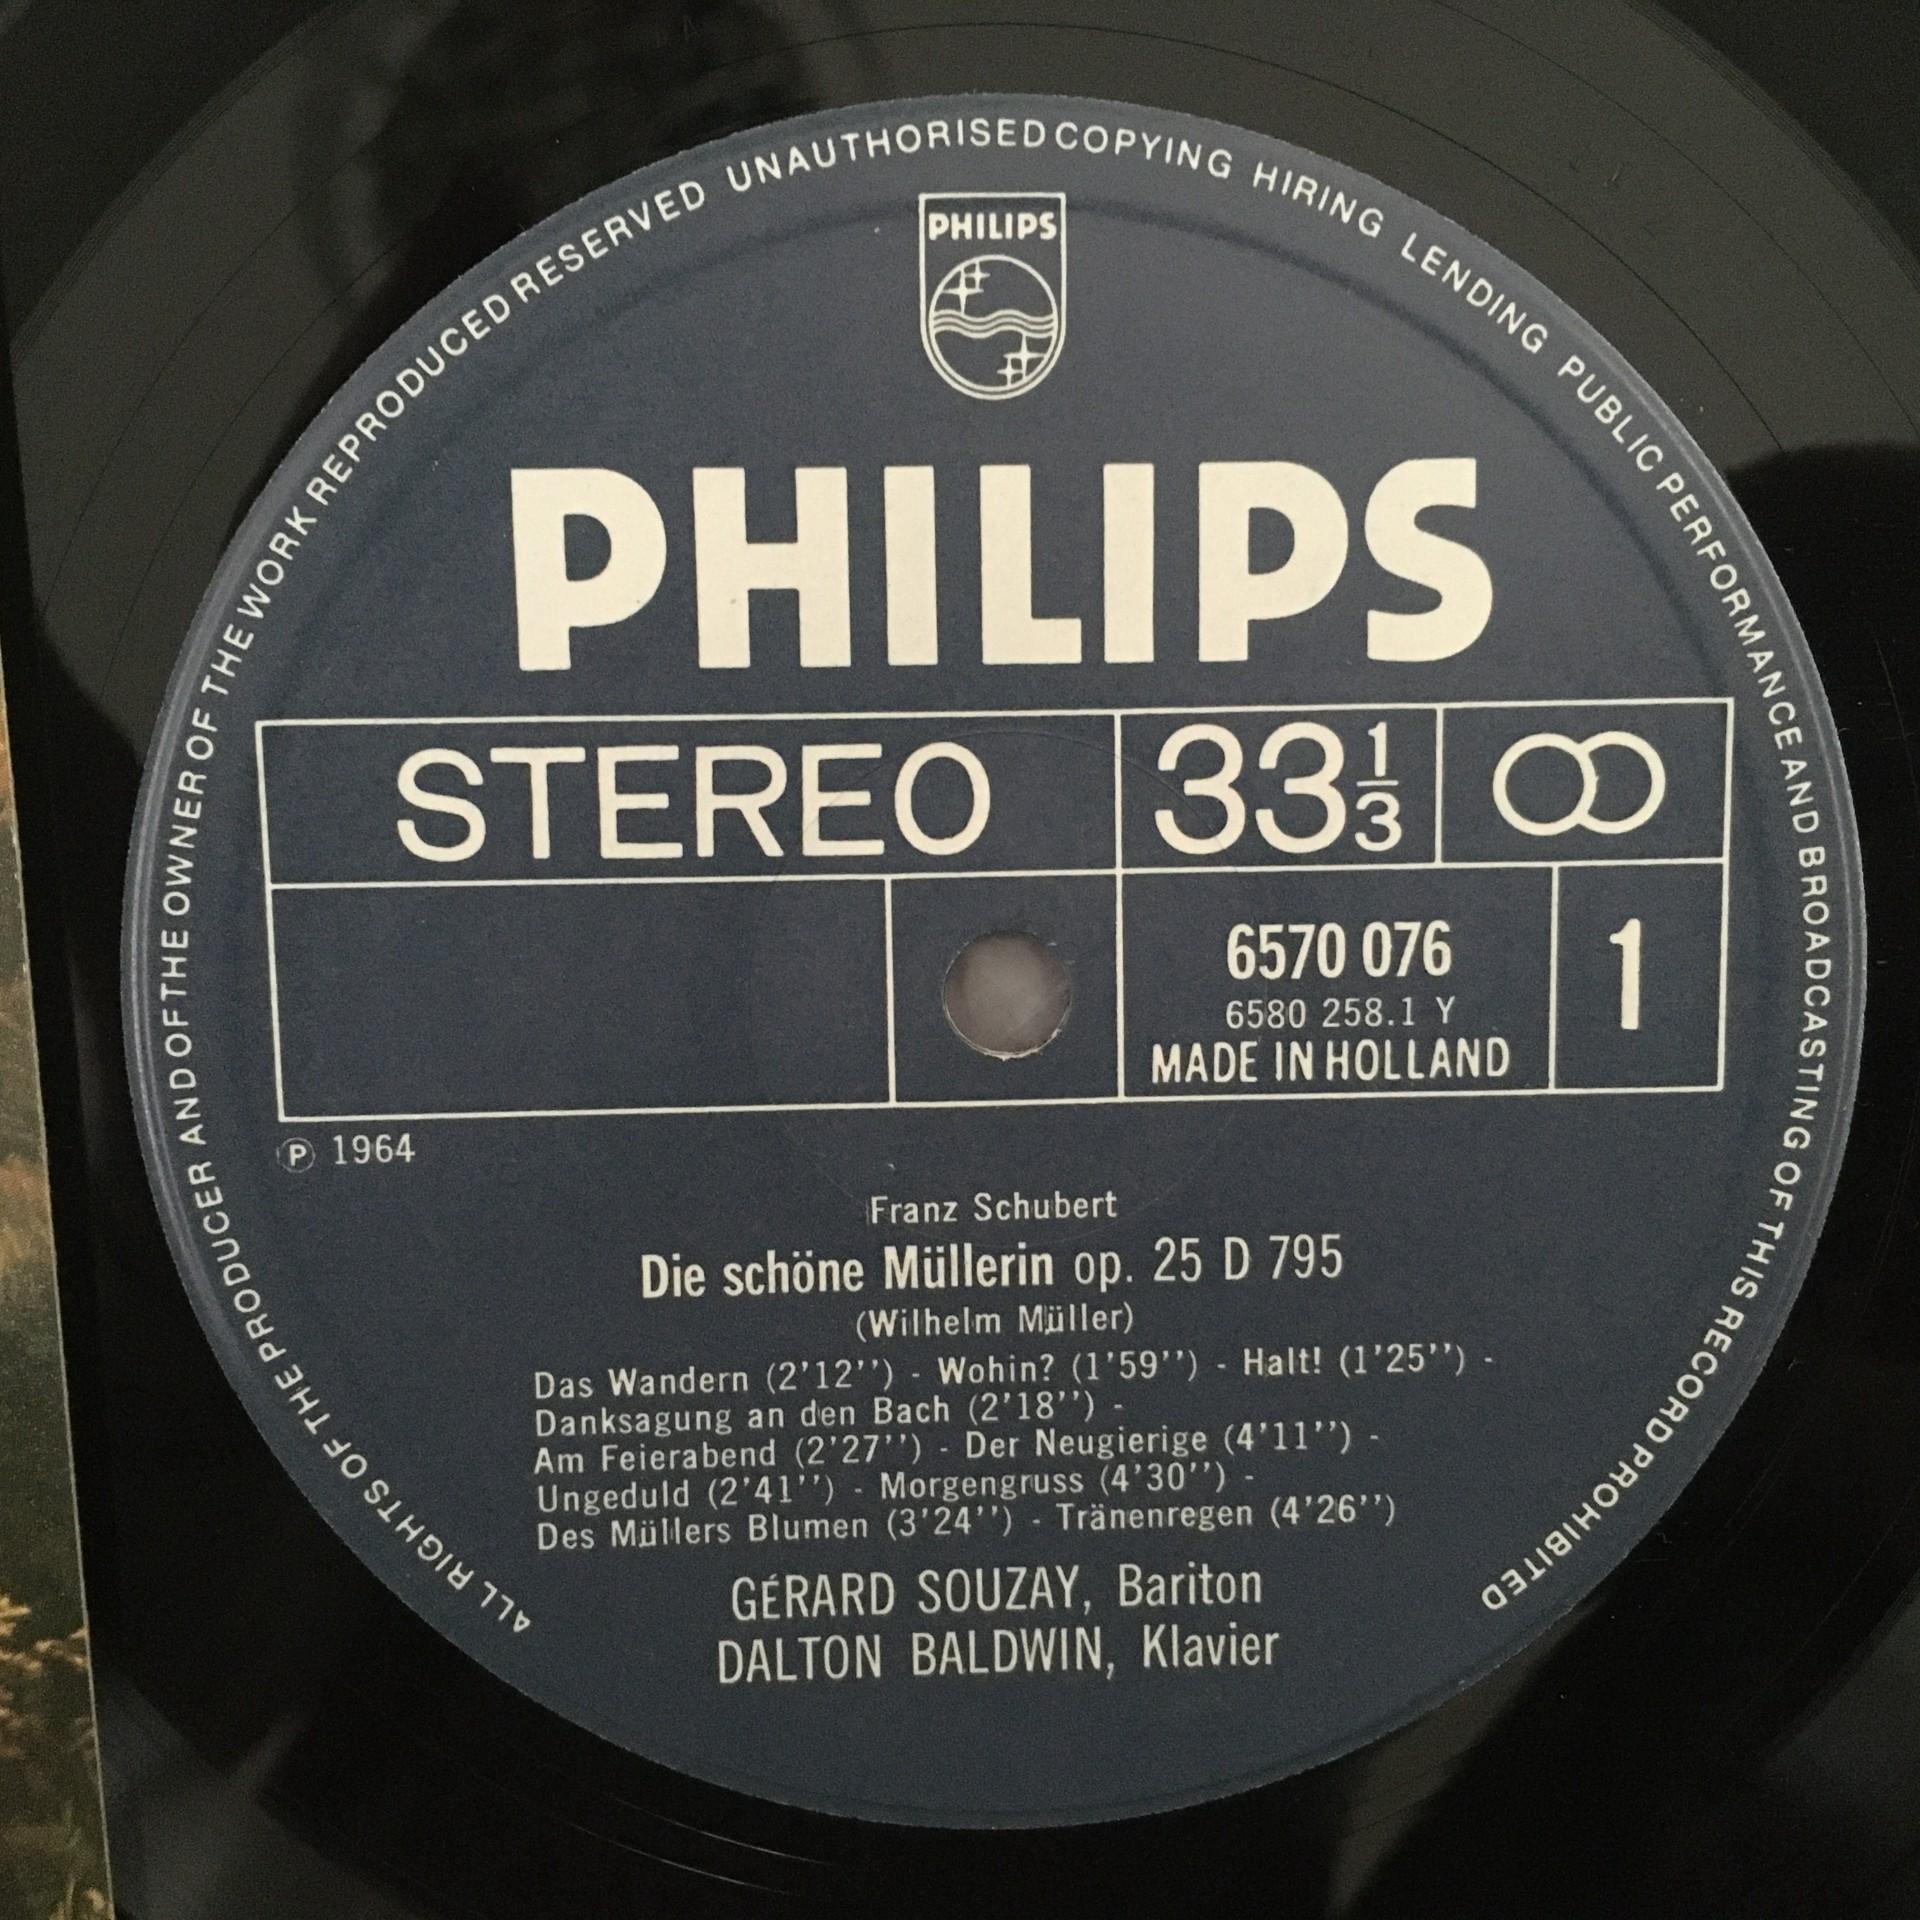 ALL RIGHTS OF THE PRODUCER AND OF THE OWNER OF THE WORK REPRODUCED RESERVED UNAUTHORISED COPYING HIRING LENDING PUBLIC PERFORMANCE AND BROADCASTING OF THIS RECORD PROHIBITED
PHILIPS
PHILIPS
STEREO 33 1/3
6570 076 1
6580 258.1 Y
MADE IN HOLLAND
Ⓟ 1964
Franz Schubert
Die schöne Müllerin op. 25 D 795
(Wilhelm Müller)
Das Wandern (2'12'') - Wohin? (1'59'') - Halt! (1'25'') -
Danksagung an den Bach (2'18'') -
Am Feierabend (2'27'') - Der Neugierige (4'11'') -
Ungeduld (2'41'') - Morgengruss (4'30'') -
Des Müllers Blumen (3'24'') - Tränenregen (4'26'')
GÉRARD SOUZAY, Bariton
DALTON BALDWIN, Klavier